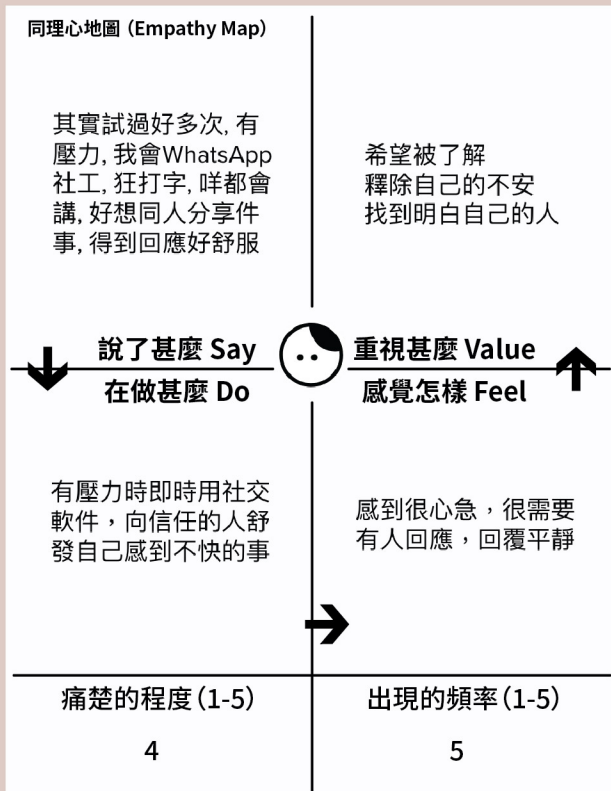 同理心地圖 (Empathy Map)
其實試過好多次, 有
壓力, 我會WhatsApp
社工, 狂打字, 咩都會
講, 好想同人分享件
事, 得到回應好舒服
希望被了解
釋除自己的不安
找到明白自己的人
說了甚麼 Say
重視甚麼 Value
在做甚麼 Do
感覺怎樣 Feel
有壓力時即時用社交
軟件，向信任的人舒
發自己感到不快的事
感到很心急，很需要
有人回應，回覆平靜
痛楚的程度(1-5)
出現的頻率(1-5)
4
5